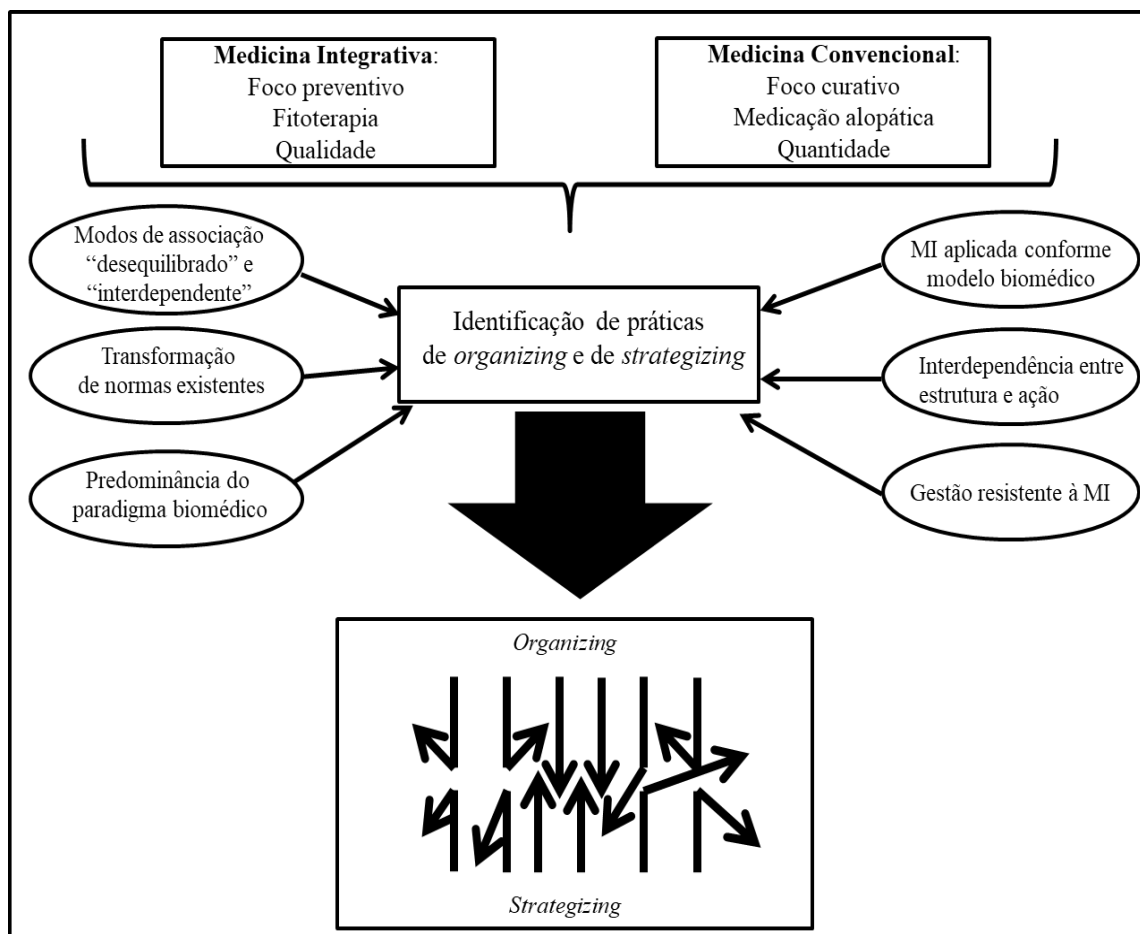 Medicina Integrativa:
Foco preventivo
Fitoterapia
Qualidade
Medicina Convencional:
Foco curativo
Medicação alopática
Quantidade
Modos de associação
“desequilibrado” e
“interdependente”
Transformação
de normas existentes
Predominância do
paradigma biomédico
Identificação de práticas
de organizing e de strategizing
MI aplicada conforme
modelo biomédico
Interdependência entre
estrutura e ação
Gestão resistente à MI
Organizing
Strategizing